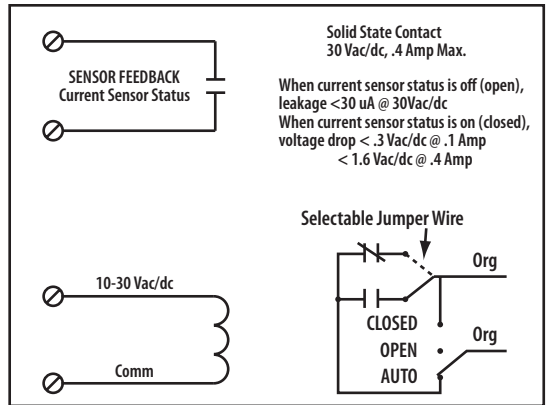 SENSOR FEEDBACK
Current Sensor Status
Solid State Contact
30 Vac/dc, .4 Amp Max.
When current sensor status is off (open),
leakage <30 uA @ 30Vac/dc
When current sensor status is on (closed),
voltage drop < .3 Vac/dc @ .1 Amp
< 1.6 Vac/dc @ .4 Amp
Selectable Jumper Wire
Org
10-30 Vac/dc
CLOSED
Org
OPEN
Comm
AUTO